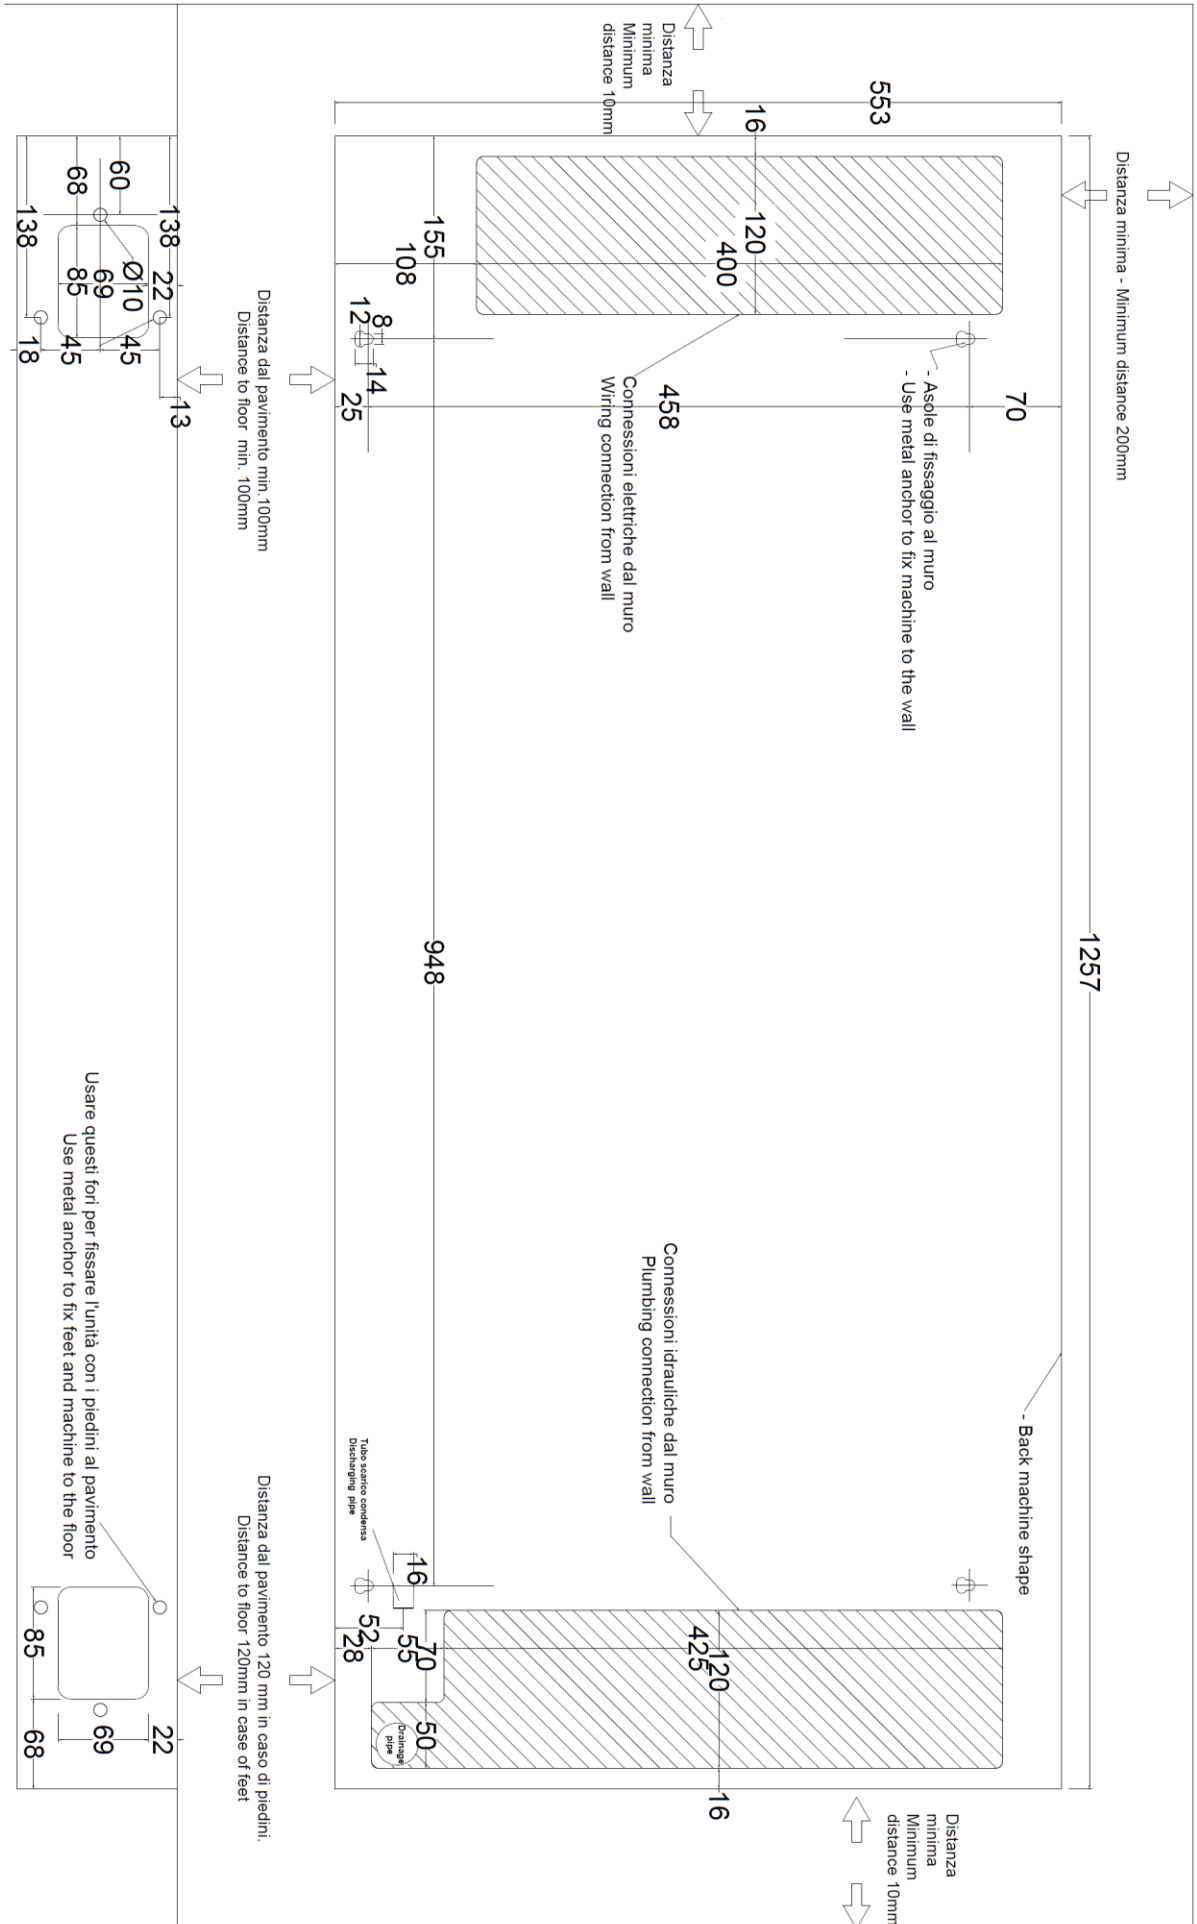 Distanza minima - Minimum distance 200mm
1257
- Back machine shape
Distanza
minima
Minimum
distance 10mm
553
16
120
400
70
- Asole di fissaggio al muro
- Use metal anchor to fix machine to the wall
458
Connessioni elettriche dal muro
Wiring connection from wall
155
108
12
8
14
25
948
Connessioni idrauliche dal muro
Plumbing connection from wall
120
425
16
Distanza
minima
Minimum
distance 10mm
Tubo scarico condensa
Discharging pipe
16
52
28
55
70
50
Drainage
pipe
Distanza dal pavimento min.100mm
Distance to floor min. 100mm
Distanza dal pavimento 120 mm in caso di piedini.
Distance to floor 120mm in case of feet
138
60
68
138
22
Ø10
69
85
18
45
45
13
Usare questi fori per fissare l'unità con i piedini al pavimento
Use metal anchor to fix feet and machine to the floor
22
69
85
68